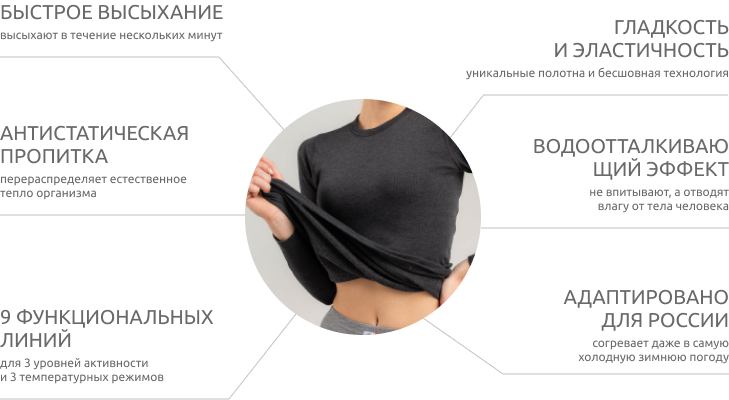 БЫСТРОЕ ВЫСЫХАНИЕ
высыхают в течение нескольких минут
АНТИСТАТИЧЕСКАЯ
ПРОПИТКА
перераспределяет естественное
тепло организма
9 ФУНКЦИОНАЛЬНЫХ
ЛИНИЙ
для 3 уровней активности
и 3 температурных режимов
ГЛАДКОСТЬ
И ЭЛАСТИЧНОСТЬ
уникальные полотна и бесшовная технология
ВОДООТТАЛКИВАЮ
ЩИЙ ЭФФЕКТ
не впитывают, а отводят
влагу от тела человека
АДАПТИРОВАНО
ДЛЯ РОССИИ
согревает даже в самую
холодную зимнюю погоду